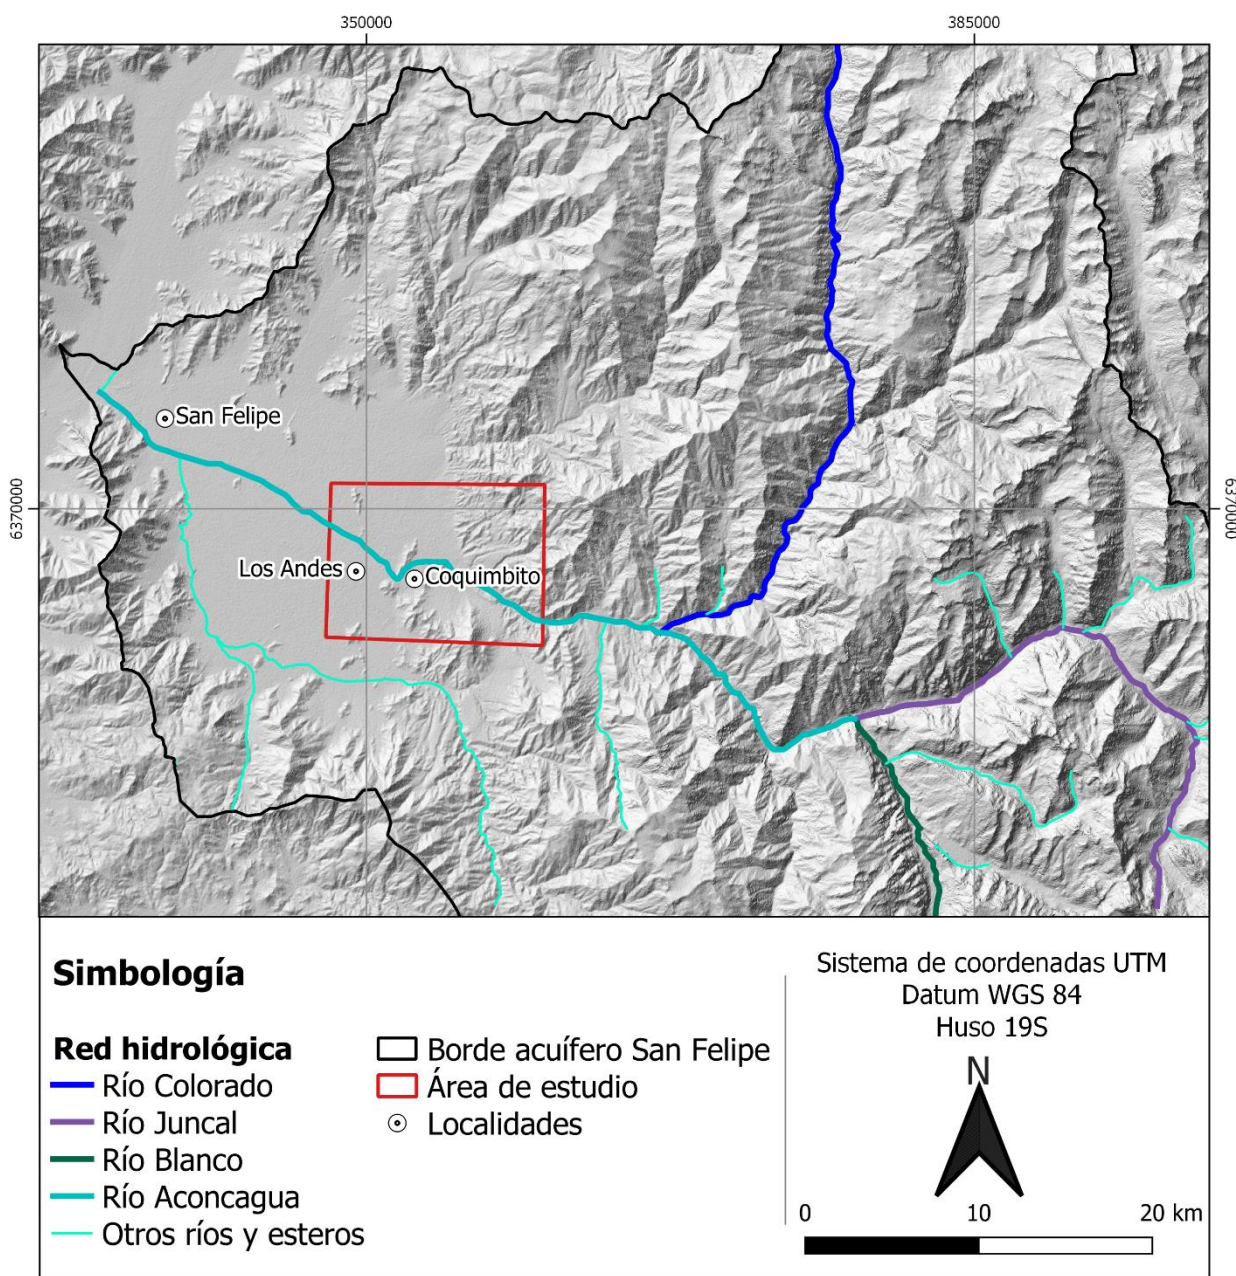 350000
385000
San Felipe
6370000
6370000
Los Andes
Coquimbito
Simbología
Red hidrológica
Río Colorado
Río Juncal
Río Blanco
Río Aconcagua
Otros ríos y esteros
Borde acuífero San Felipe
Área de estudio
Localidades
Sistema de coordenadas UTM
Datum WGS 84
Huso 19S
N
0 10 20 km